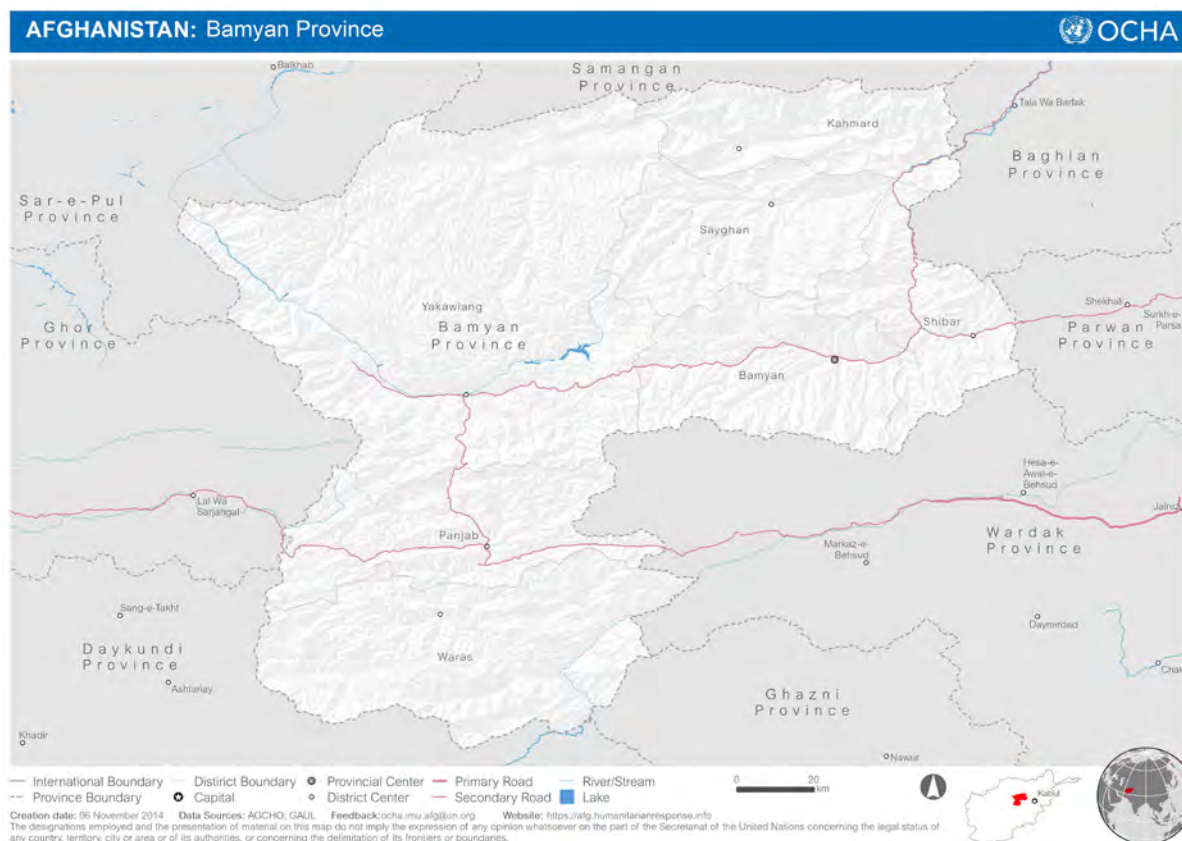 AFGHANISTAN: Bamyan Province
OCHA
Balkhab
Samangan
Province
Kahmard
Tala Wa Barfak
Baghlan
Province
Sar-e-Pul
Province
Sayghan
Yakawlang
Bamyan
Province
Ghor
Province
Shekhali
Surkh-e-
Parsa
Shibar
Parwan
Province
Bamyan
Hesa-e-
Awal-e-
Behsud
Lal Wa
Sarjangal
Jalrez
Panjab
Markaz-e-
Behsud
Wardak
Province
Sang-e-Takht
Daymirdad
Daykundi
Province
Waras
Ashtarlay
Ghazni
Province
Khadir
Nawur
International Boundary
District Boundary
Provincial Center
Primary Road
River/Stream
0 20
km
Province Boundary
Capital
District Center
Secondary Road
Lake
Kabul
Creation date: 06 November 2014 Data Sources: AGCHO; GAUL Feedback:ocha.imu.afg@un.org Website: https://afg.humanitarianresponse.info
The designations employed and the presentation of material on this map do not imply the expression of any opinion whatsoever on the part of the Secretariat of the United Nations concerning the legal status of
any country, territory, city or area or of its authorities, or concerning the delimitation of its frontiers or boundaries.